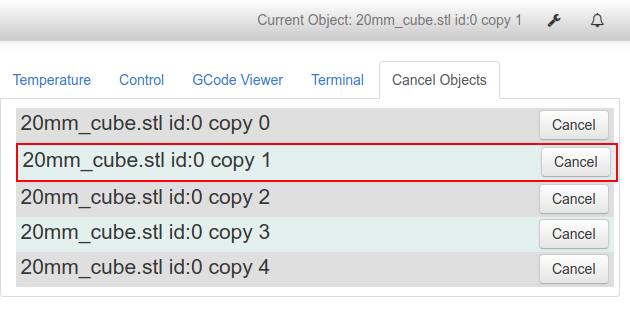 Current Object: 20mm_cube.stl id:0 copy 1
Temperature Control GCode Viewer Terminal Cancel Objects
20mm_cube.stl id:0 copy 0 Cancel
20mm_cube.stl id:0 copy 1 Cancel
20mm_cube.stl id:0 copy 2 Cancel
20mm_cube.stl id:0 copy 3 Cancel
20mm_cube.stl id:0 copy 4 Cancel